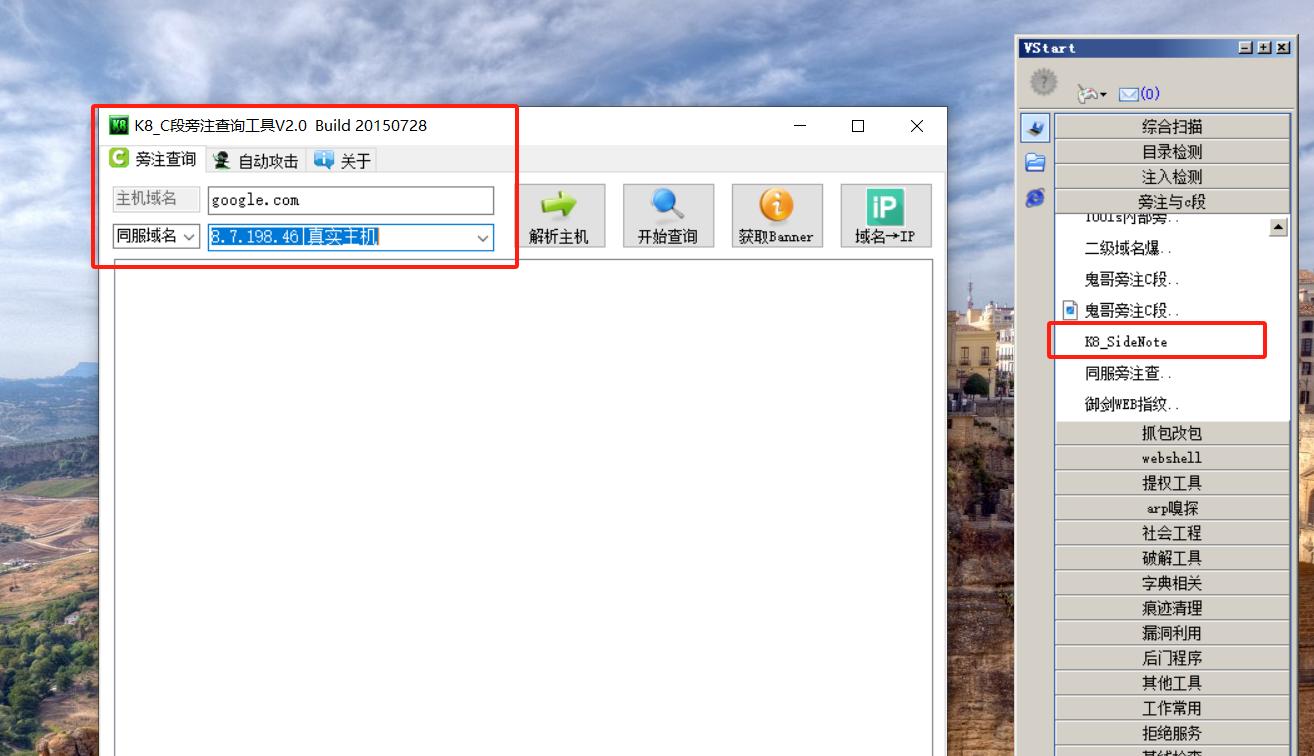 VStart
(0)
K8_C段旁注查询工具V2.0 Build 20150728
旁注查询 自动攻击 关于
主机域名 google.com
同服域名 8.7.198.46|真实主机
解析主机 开始查询 获取Banner 域名→IP
综合扫描
目录检测
注入检测
旁注与c段
二级域名爆..
鬼哥旁注C段..
鬼哥旁注C段..
K8_SideNote
同服旁注查..
御剑WEB指纹..
抓包改包
webshell
提权工具
arp嗅探
社会工程
破解工具
字典相关
痕迹清理
漏洞利用
后门程序
其他工具
工作常用
拒绝服务